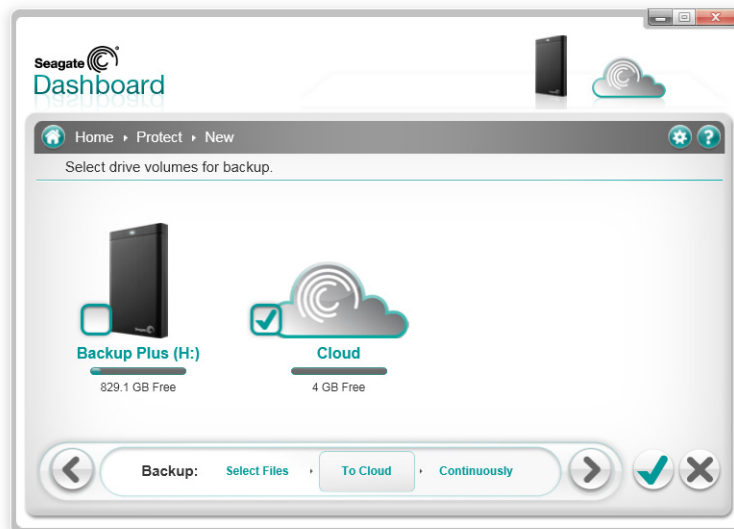 Seagate
Dashboard
Home ▸ Protect ▸ New
?
Select drive volumes for backup.
Backup Plus (H:)
829.1 GB Free
Cloud
4 GB Free
Backup: Select Files ▸ To Cloud ▸ Continuously